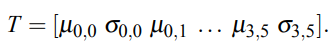 T = [μ0,0 σ0,0 μ0,1 … μ3,5 σ3,5].